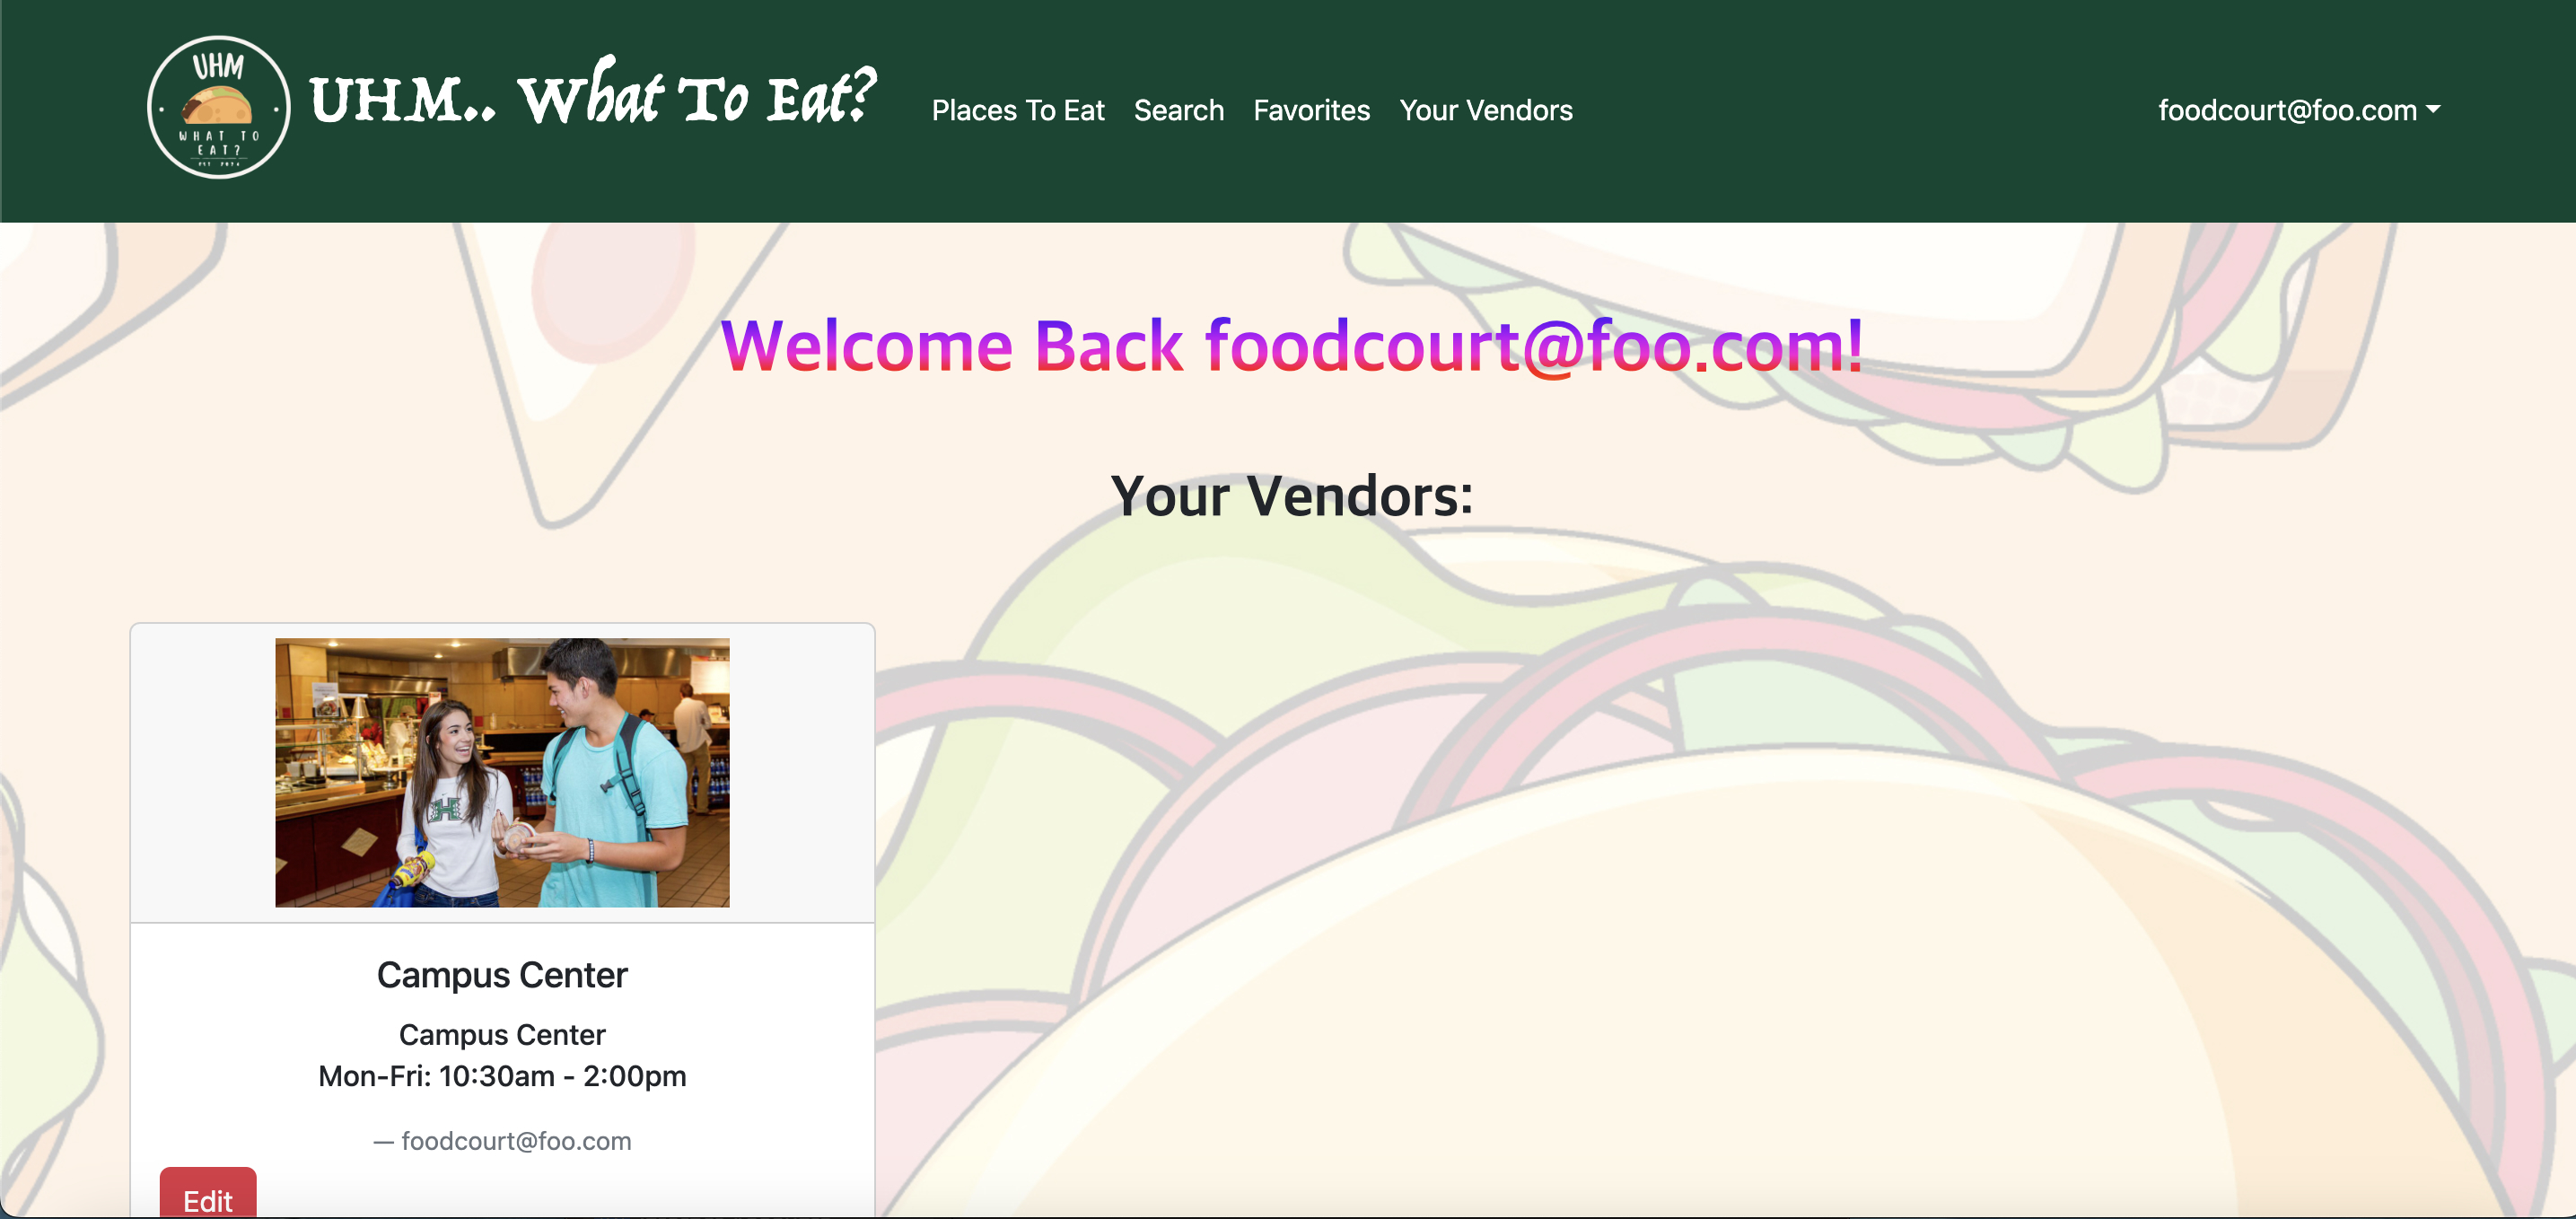 UHM
WHAT TO
EAT?
EST 2024
UHM.. What To Eat?
Places To Eat Search Favorites Your Vendors
foodcourt@foo.com
Welcome Back foodcourt@foo.com!
Your Vendors:
H
Campus Center
Campus Center
Mon-Fri: 10:30am - 2:00pm
— foodcourt@foo.com
Edit